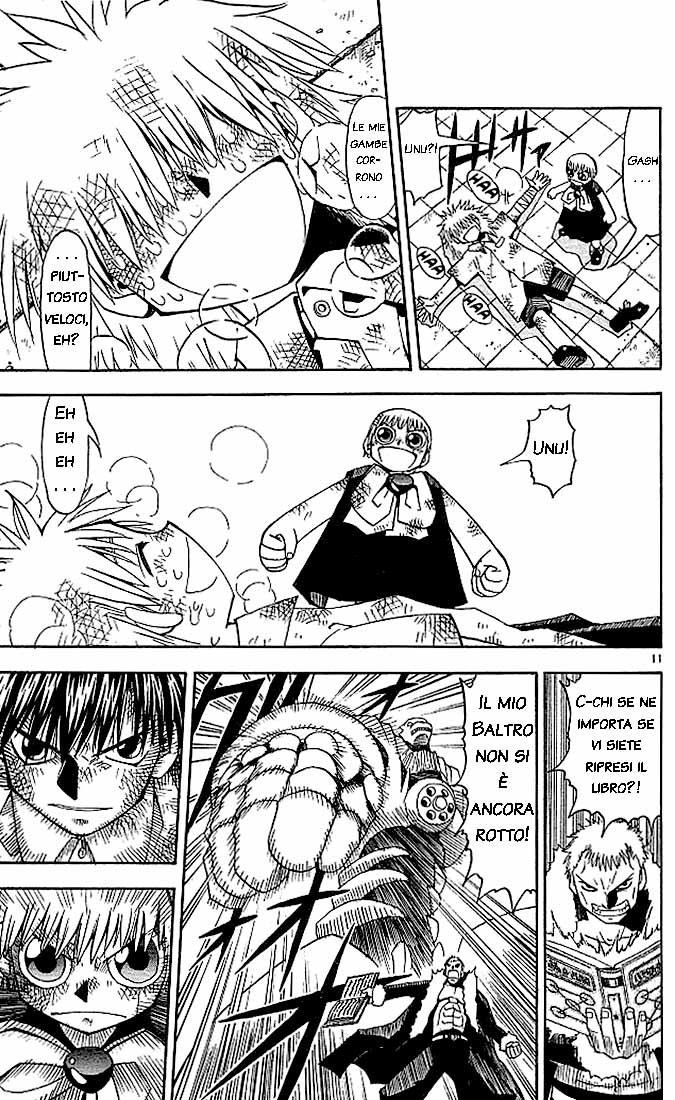 GASH
. . .
UNU?!
HAA
HAA
HAA
HAA
LE MIE
GAMBE
COR-
RONO
. . .
. . .
PIUT-
TOSTO
VELOCI,
EH?
UNU!
EH
EH
EH
. . .
11
C-CHI SE NE
IMPORTA SE
VI SIETE
RIPRESI IL
LIBRO?!
IL MIO
BALTRO
NON SI
È
ANCORA
ROTTO!